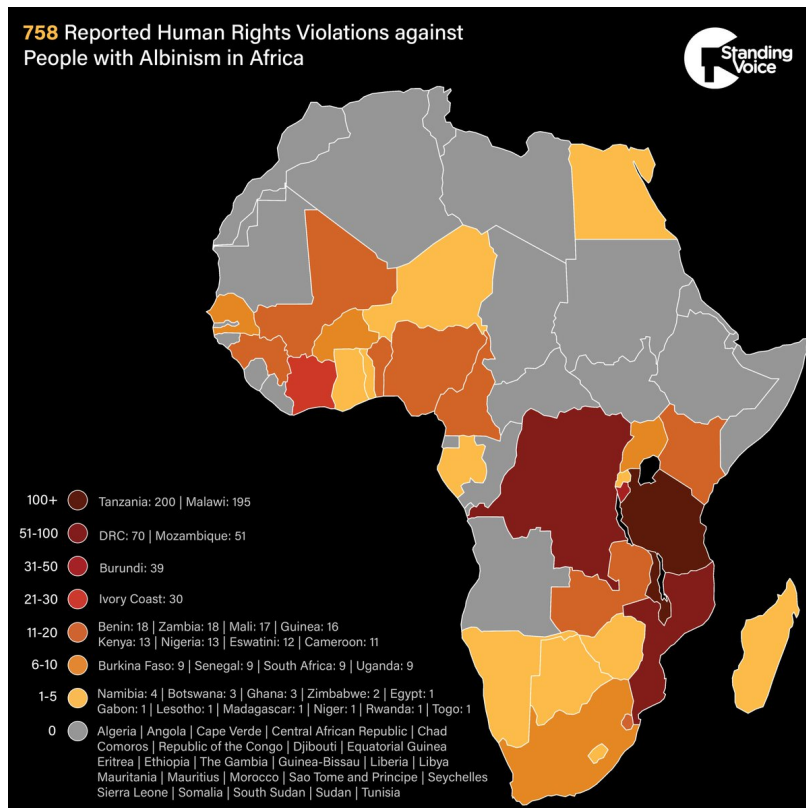 758 Reported Human Rights Violations against
People with Albinism in Africa
Standing
Voice
100+ Tanzania: 200 | Malawi: 195
51-100 DRC: 70 | Mozambique: 51
31-50 Burundi: 39
21-30 Ivory Coast: 30
11-20 Benin: 18 | Zambia: 18 | Mali: 17 | Guinea: 16
Kenya: 13 | Nigeria: 13 | Eswatini: 12 | Cameroon: 11
6-10 Burkina Faso: 9 | Senegal: 9 | South Africa: 9 | Uganda: 9
1-5 Namibia: 4 | Botswana: 3 | Ghana: 3 | Zimbabwe: 2 | Egypt: 1
Gabon: 1 | Lesotho: 1 | Madagascar: 1 | Niger: 1 | Rwanda: 1 | Togo: 1
0 Algeria | Angola | Cape Verde | Central African Republic | Chad
Comoros | Republic of the Congo | Djibouti | Equatorial Guinea
Eritrea | Ethiopia | The Gambia | Guinea-Bissau | Liberia | Libya
Mauritania | Mauritius | Morocco | Sao Tome and Principe | Seychelles
Sierra Leone | Somalia | South Sudan | Sudan | Tunisia